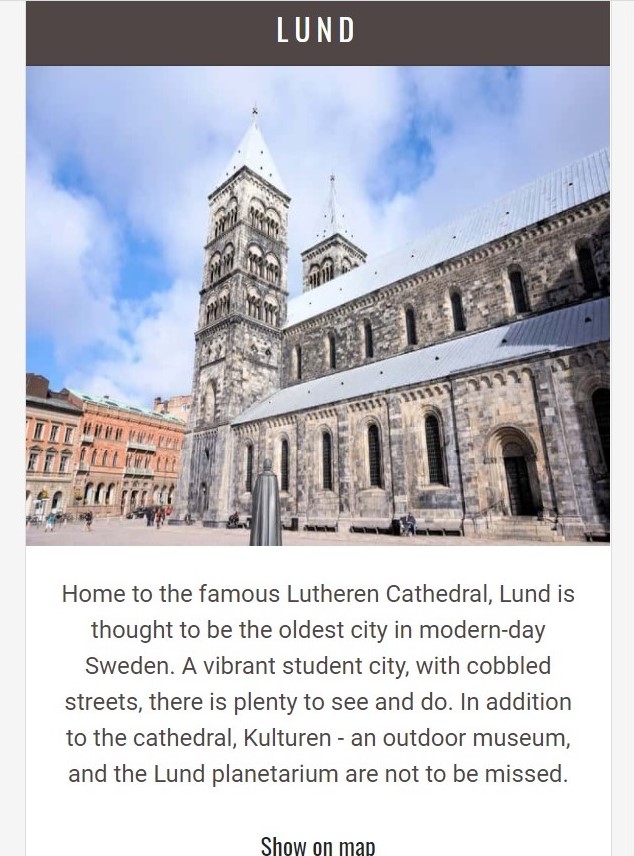 LUND
Home to the famous Lutheren Cathedral, Lund is
thought to be the oldest city in modern-day
Sweden. A vibrant student city, with cobbled
streets, there is plenty to see and do. In addition
to the cathedral, Kulturen - an outdoor museum,
and the Lund planetarium are not to be missed.
Show on map